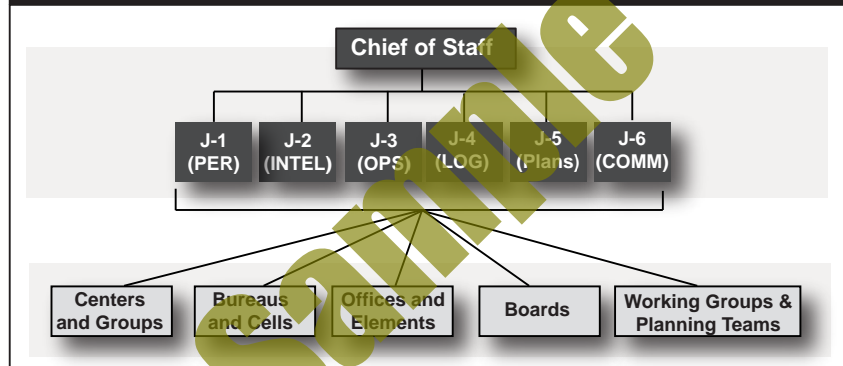 Chief of Staff
J-1
(PER)
J-2
(INTEL)
J-3
(OPS)
J-4
(LOG)
J-5
(Plans)
J-6
(COMM)
Centers
and Groups
Bureaus
and Cells
Offices and
Elements
Boards
Working Groups &
Planning Teams
Sample